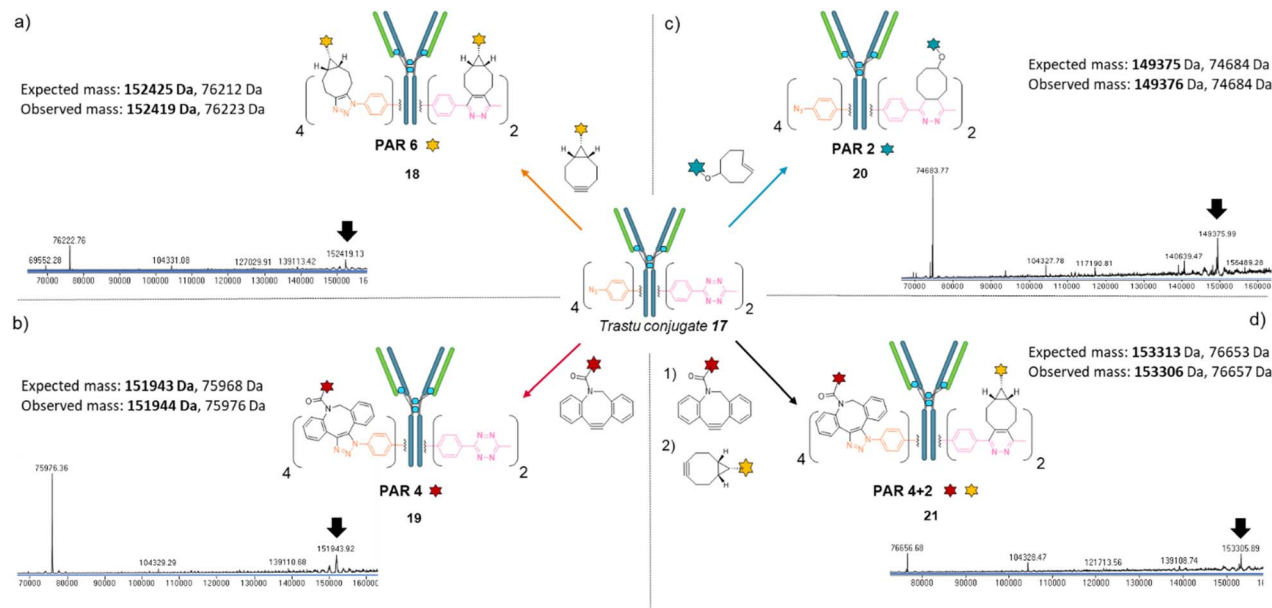 a)
Expected mass: 152425 Da, 76212 Da
Observed mass: 152419 Da, 76223 Da
H
H
N
N=N
N-N
4
2
PAR 6
18
76222.76
69552.28
104331.08
127029.91
139113.42
152419.13
70000 80000 90000 100000 110000 120000 130000 140000 150000 16
c)
Expected mass: 149375 Da, 74684 Da
Observed mass: 149376 Da, 74684 Da
O
N3
N-N
4
2
PAR 2
20
O
74683.77
104327.78
117190.81
140639.47
149375.99
156489.28
70000 80000 90000 100000 110000 120000 130000 140000 150000 160000
H
H
N3
N=N
N-N
4
2
Trastu conjugate 17
b)
Expected mass: 151943 Da, 75968 Da
Observed mass: 151944 Da, 75976 Da
O
N
N=N
N
N=N
N-N
4
2
PAR 4
19
O
N
75976.36
104329.29
139110.68
151943.92
70000 80000 90000 100000 110000 120000 130000 140000 150000 160000
1)
O
N
2)
H
H
d)
Expected mass: 153313 Da, 76653 Da
Observed mass: 153306 Da, 76657 Da
O
N
N=N
N
H
H
N-N
4
2
PAR 4+2
21
76656.68
104328.47
121713.56
139108.74
153305.89
80000 90000 100000 110000 120000 130000 140000 150000